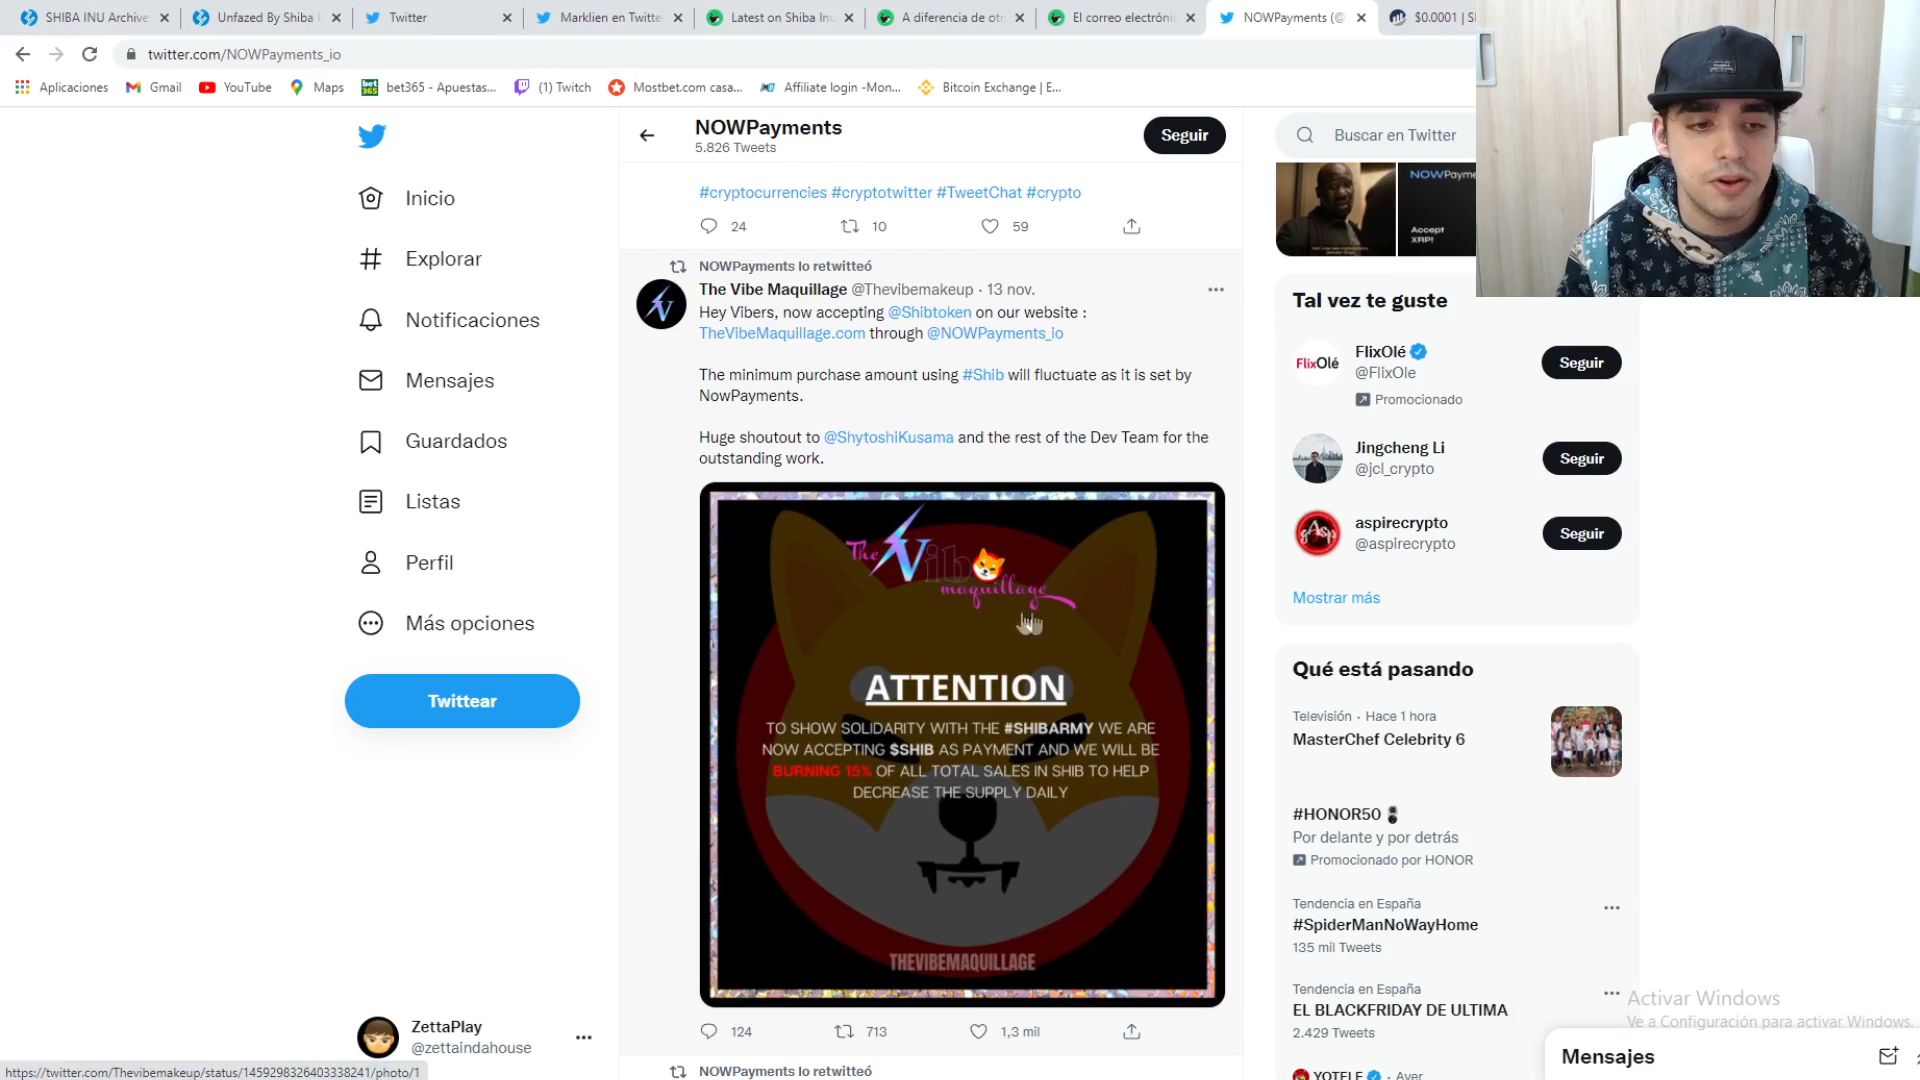 SHIBA INU Archive
Unfazed By Shiba I
Twitter
Marklien en Twitte
Latest on Shiba Inu
A diferencia de otr
El correo electróni
NOWPayments (@
$0.0001 | S
twitter.com/NOWPayments_io
Aplicaciones
Gmail
YouTube
Maps
bet365 - Apuestas...
(1) Twitch
Mostbet.com casa...
Affiliate login -Mon...
Bitcoin Exchange | E...
NOWPayments
5.826 Tweets
Seguir
Buscar en Twitter
#cryptocurrencies #cryptotwitter #TweetChat #crypto
24
10
59
NOWPayme
Accept
XRP!
Inicio
Explorar
Notificaciones
Mensajes
Guardados
Listas
Perfil
Más opciones
Twittear
ZettaPlay
@zettaindahouse
NOWPayments lo retwitteó
The Vibe Maquillage @Thevibemakeup · 13 nov.
Hey Vibers, now accepting @Shibtoken on our website :
TheVibeMaquillage.com through @NOWPayments_io
The minimum purchase amount using #Shib will fluctuate as it is set by
NowPayments.
Huge shoutout to @ShytoshiKusama and the rest of the Dev Team for the
outstanding work.
The Vib
maquillage
ATTENTION
TO SHOW SOLIDARITY WITH THE #SHIBARMY WE ARE
NOW ACCEPTING $SHIB AS PAYMENT AND WE WILL BE
BURNING 15% OF ALL TOTAL SALES IN SHIB TO HELP
DECREASE THE SUPPLY DAILY
THEVIBEMAQUILLAGE
124
713
1,3 mil
NOWPayments lo retwitteó
Tal vez te guste
FlixOlé
FlixOlé
@FlixOle
Promocionado
Seguir
Jingcheng Li
@jcl_crypto
Seguir
gAsp
aspirecrypto
@aspirecrypto
Seguir
Mostrar más
Qué está pasando
Televisión · Hace 1 hora
MasterChef Celebrity 6
#HONOR50
Por delante y por detrás
Promocionado por HONOR
Tendencia en España
#SpiderManNoWayHome
135 mil Tweets
Tendencia en España
EL BLACKFRIDAY DE ULTIMA
2.429 Tweets
YOTELE · Ayer
Activar Windows
Ve a Configuración para activar Windows.
Mensajes
https://twitter.com/Thevibemakeup/status/1459298326403338241/photo/1